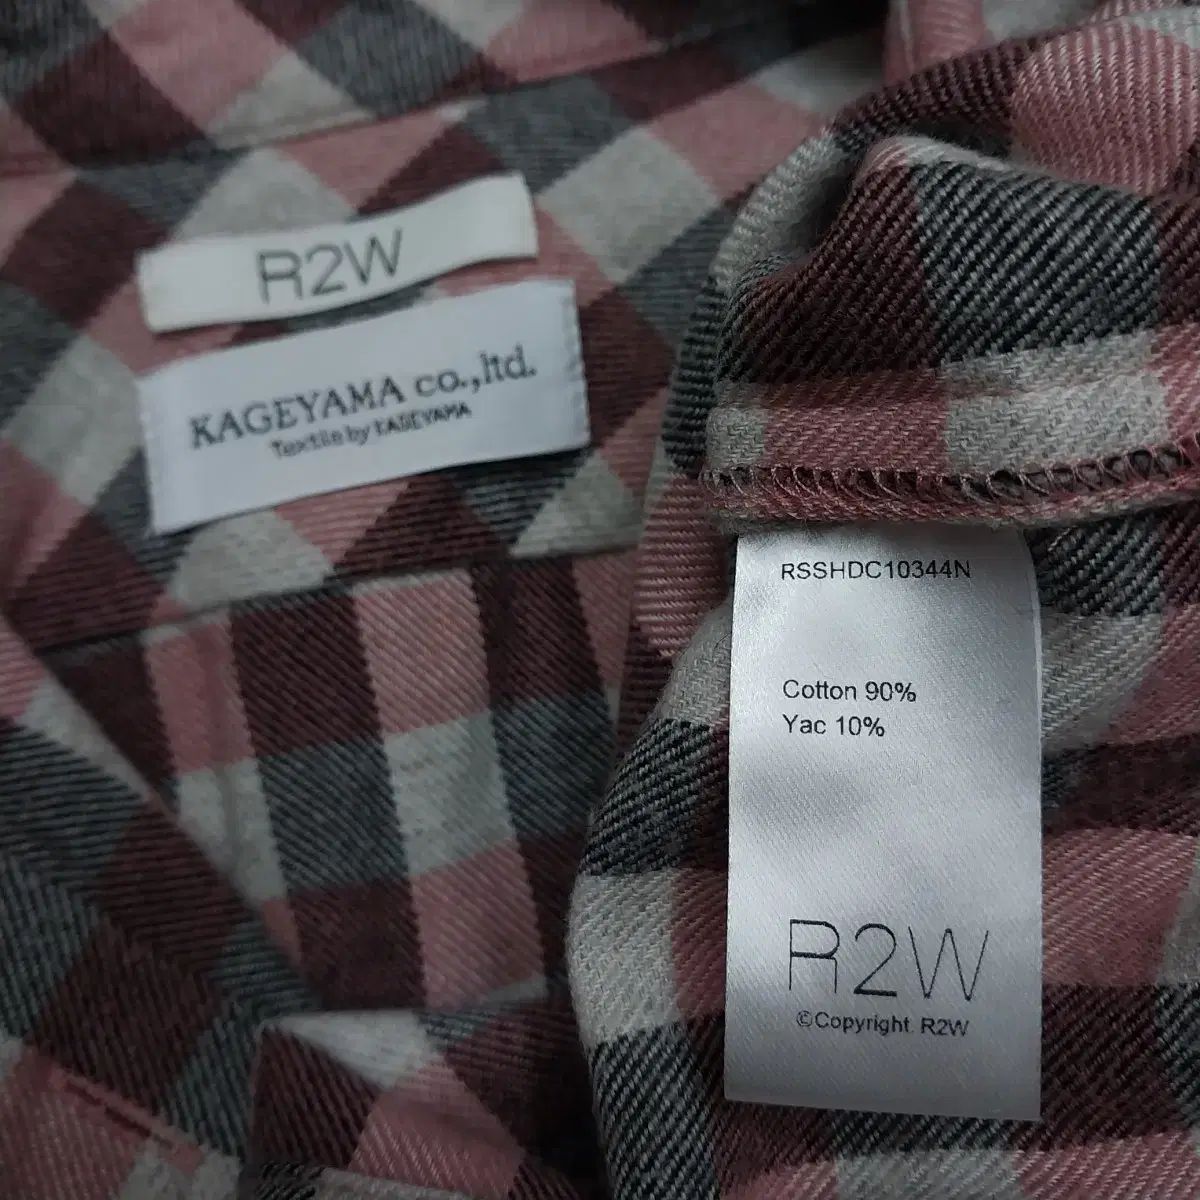 R2W
KAGEYAMA co.,ltd.
Textile by KAGEYAMA
RSSHDC10344N
Cotton 90%
Yac 10%
R2W
©Copyright. R2W